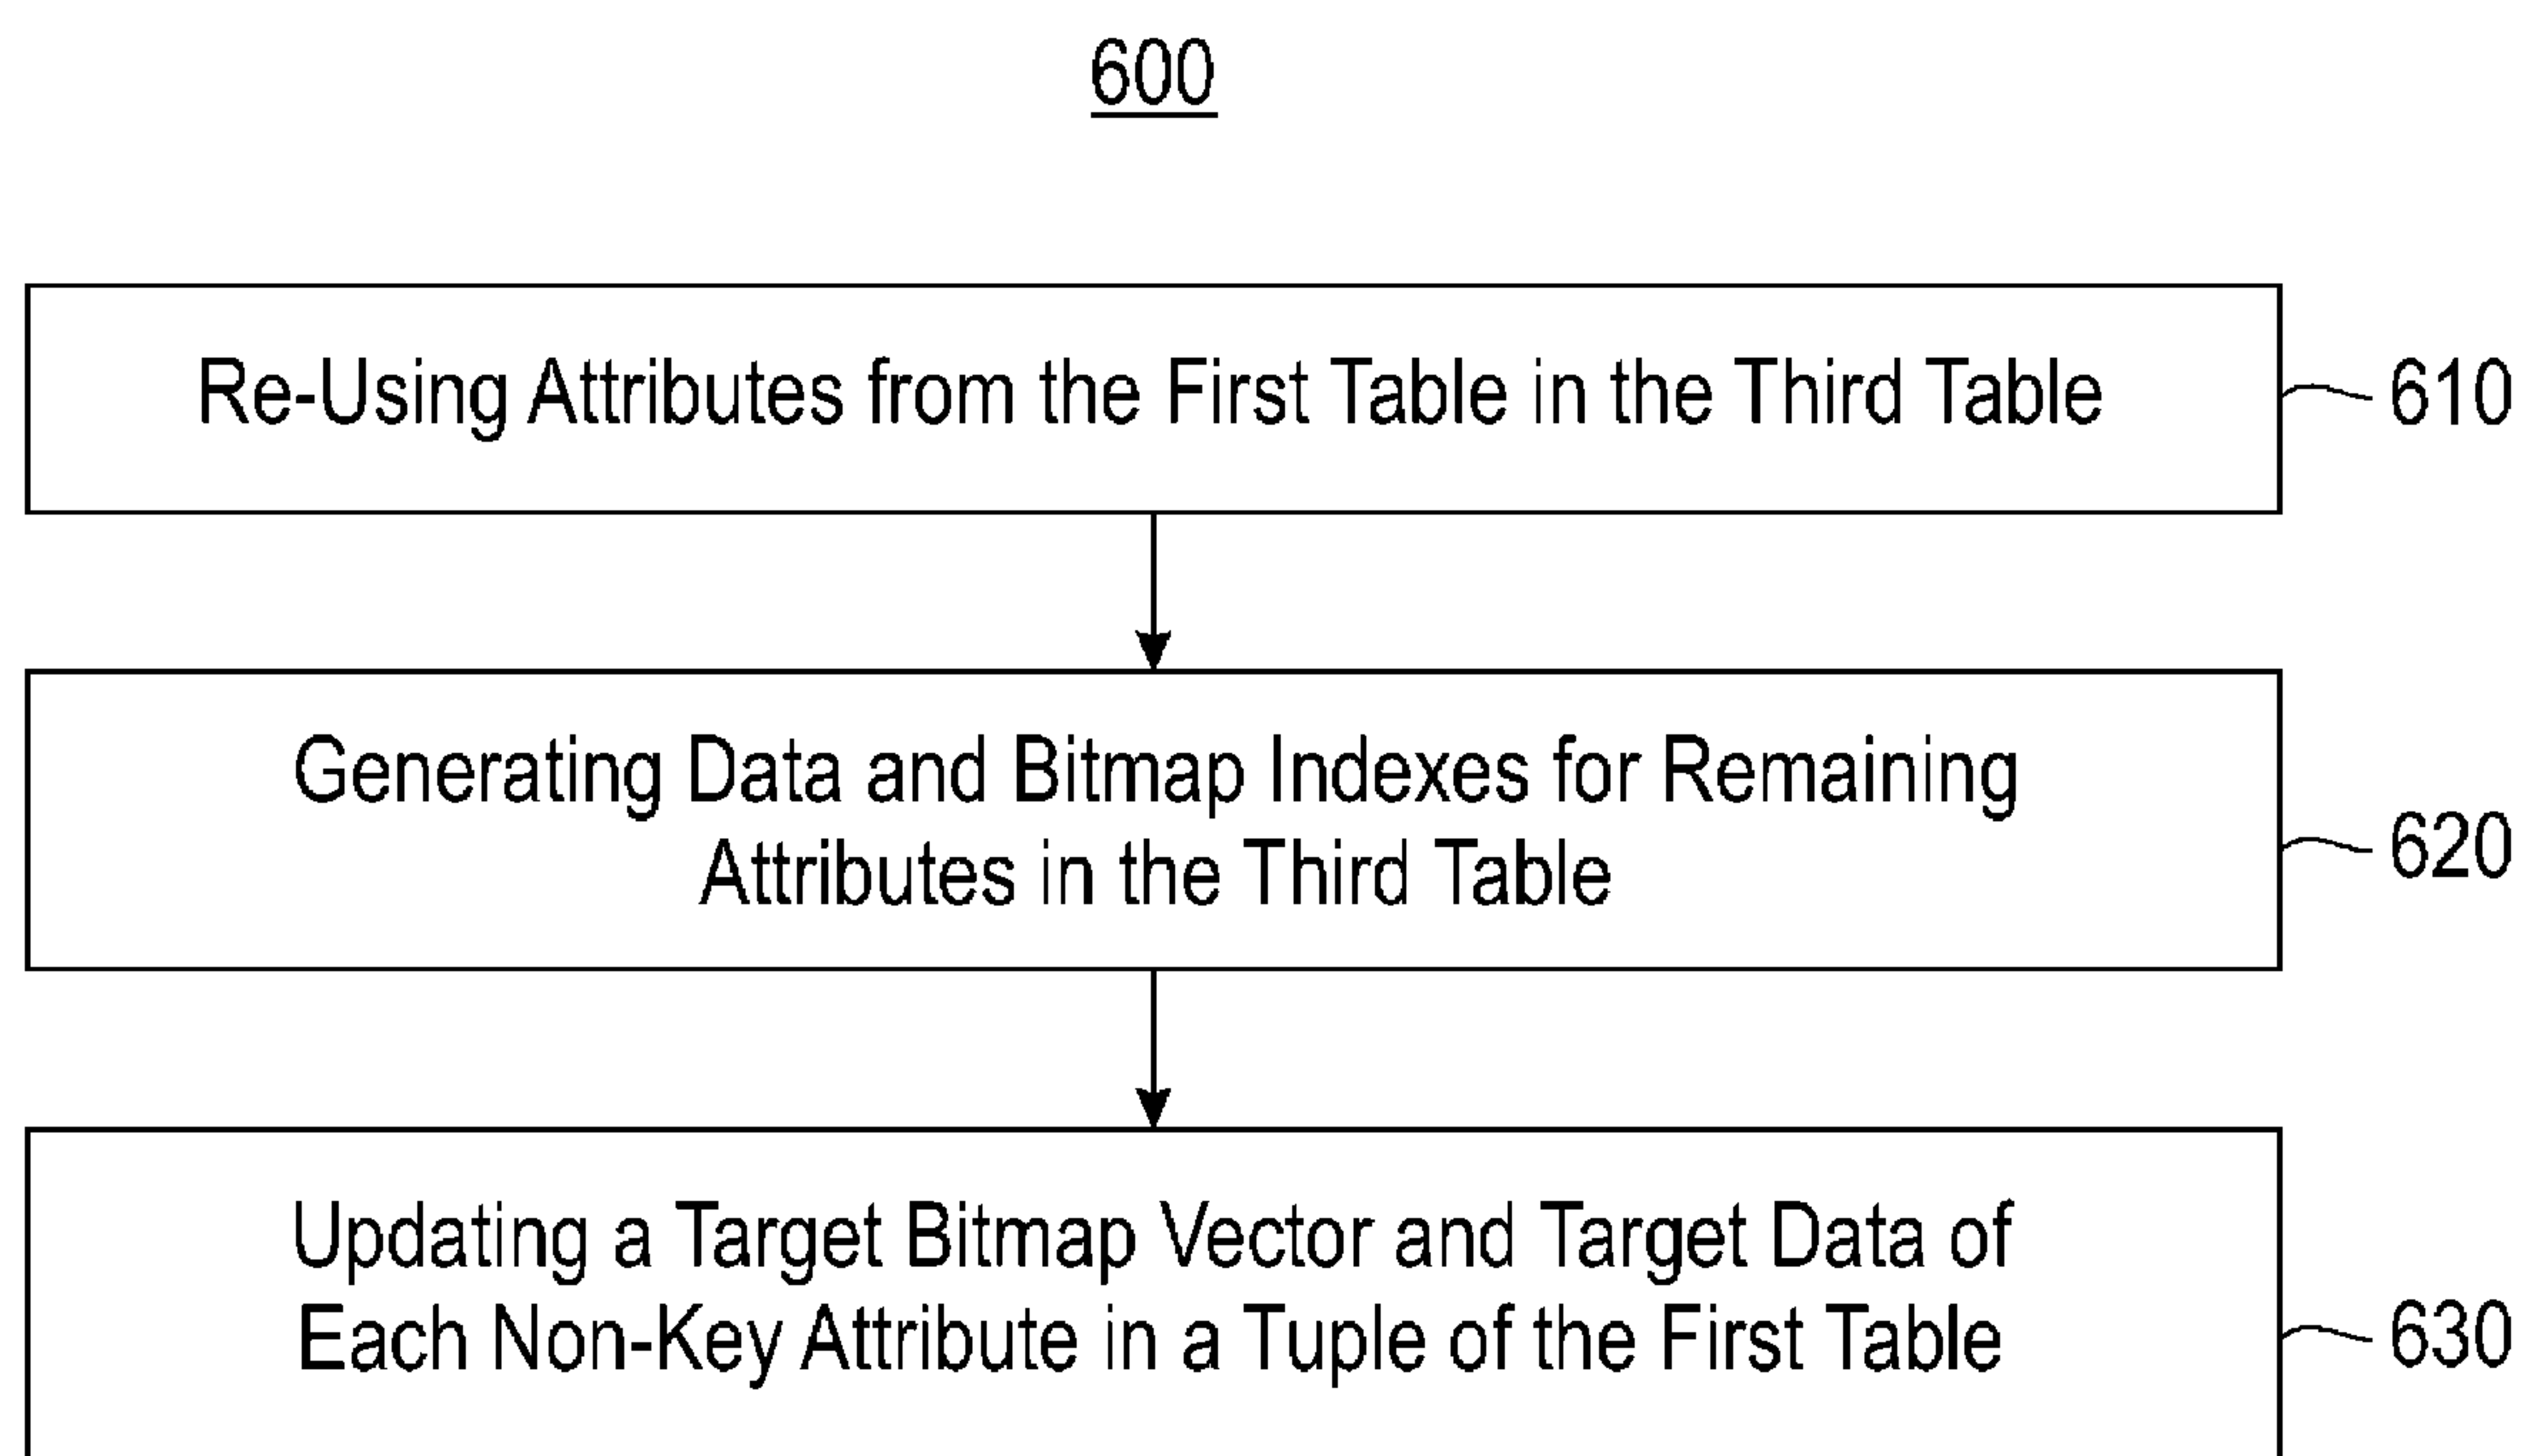 600
Re-Using Attributes from the First Table in the Third Table
610
Generating Data and Bitmap Indexes for Remaining
Attributes in the Third Table
620
Updating a Target Bitmap Vector and Target Data of
Each Non-Key Attribute in a Tuple of the First Table
630